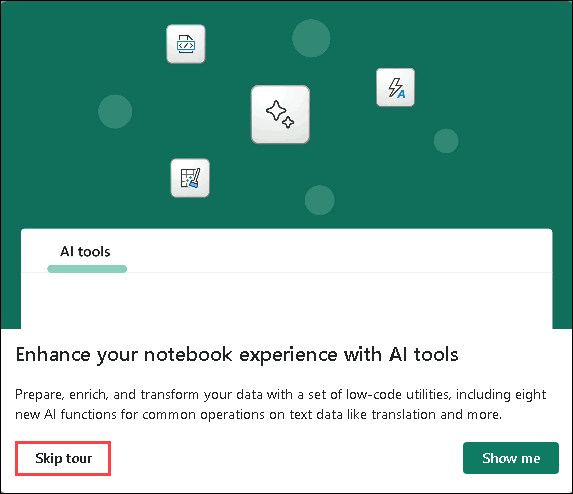 AI tools
Enhance your notebook experience with AI tools
Prepare, enrich, and transform your data with a set of low-code utilities, including eight
new AI functions for common operations on text data like translation and more.
Skip tour
Show me